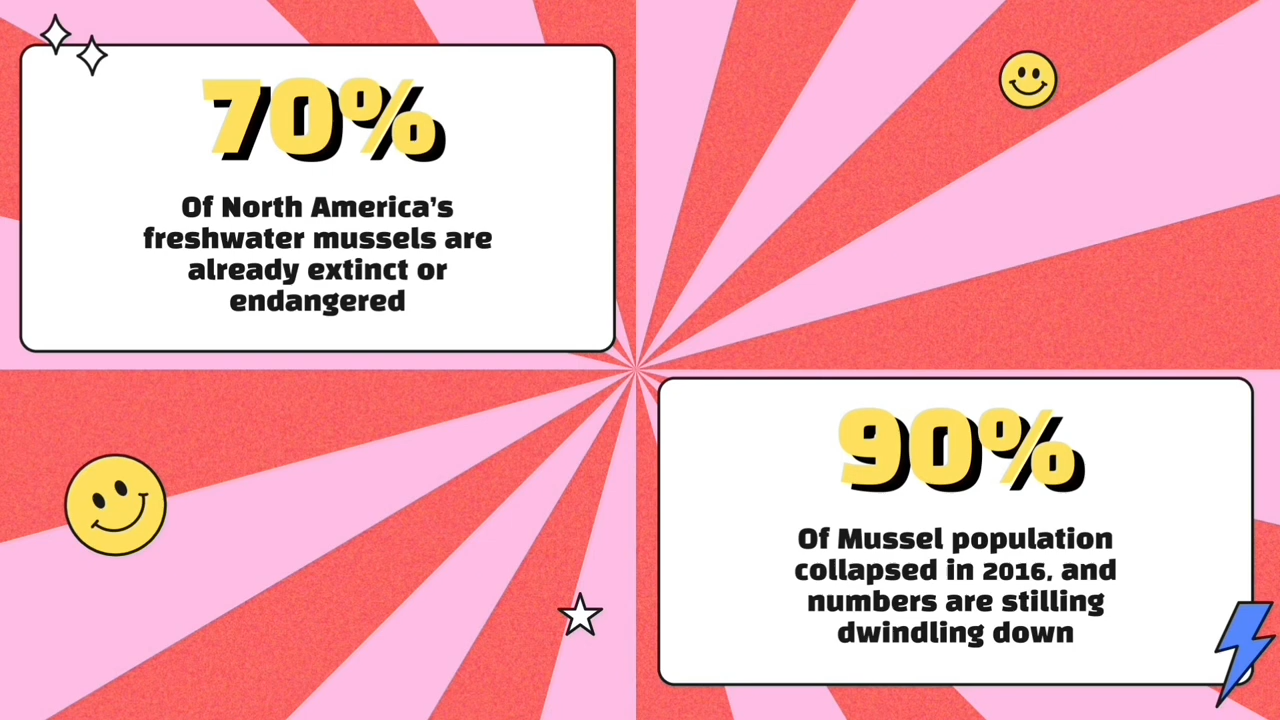 70%
Of North America's
freshwater mussels are
already extinct or
endangered
90%
Of Mussel population
collapsed in 2016, and
numbers are stilling
dwindling down